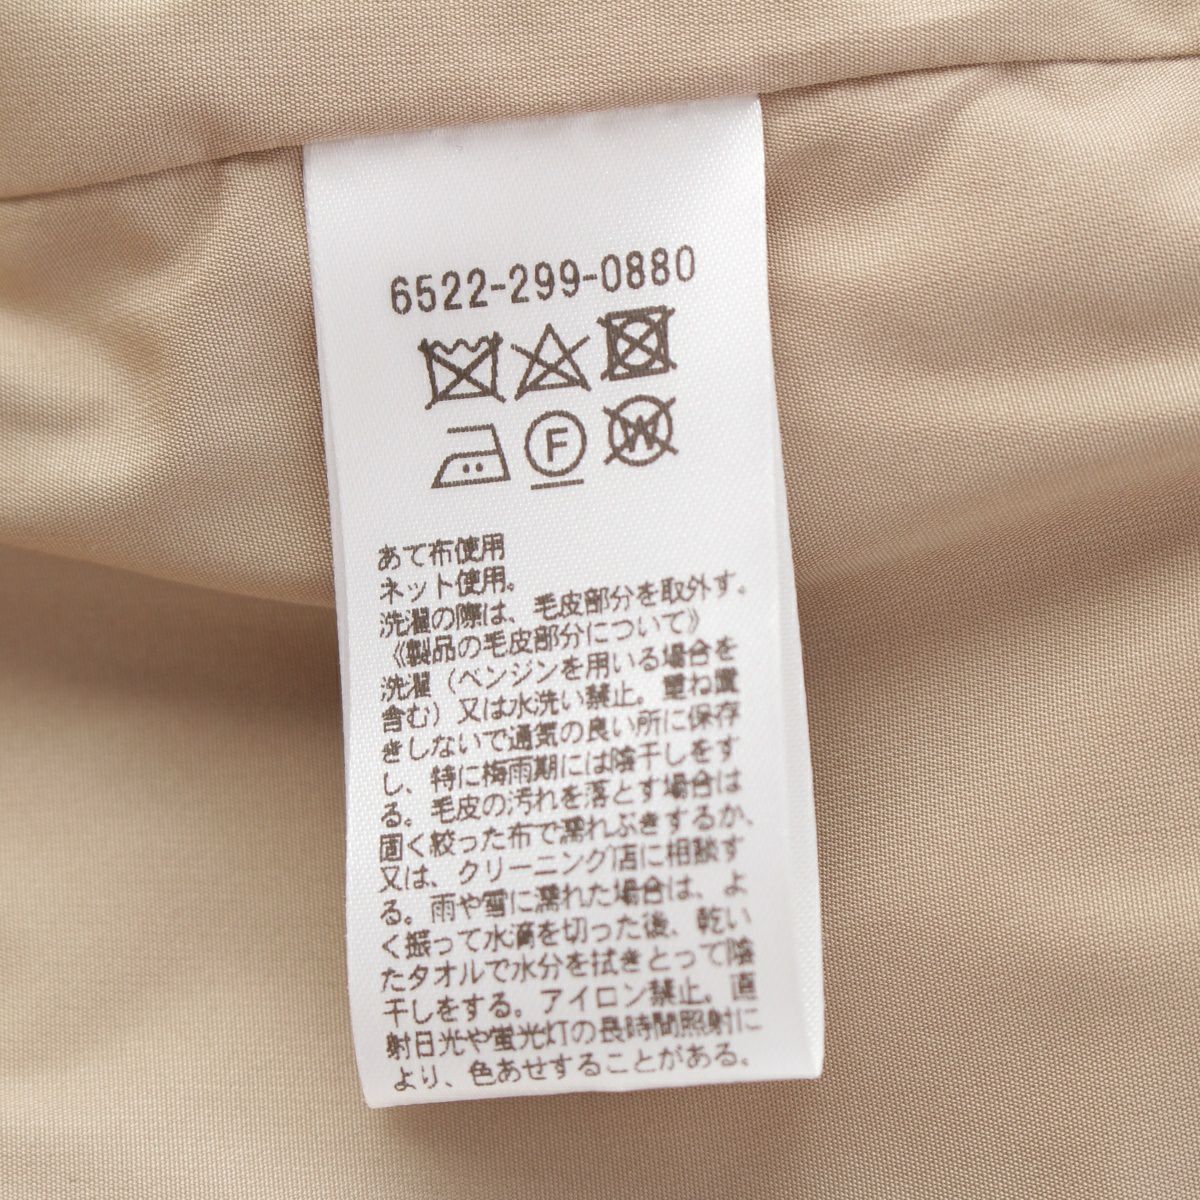 6522-299-0880
F
W
あて布使用
ネット使用。
洗濯の際は、毛皮部分を取外す。
《製品の毛皮部分について》
洗濯（ベンジンを用いる場合を
含む）又は水洗い禁止。重ね置
きしないで通気の良い所に保存
し、特に梅雨期には陰干しをす
る。毛皮の汚れを落とす場合は
固く絞った布で濡れぶきするか、
又は、クリーニング店に相談す
る。雨や雪に濡れた場合は、よ
く振って水滴を切った後、乾い
たタオルで水分を拭きとって陰
干しをする。アイロン禁止。直
射日光や蛍光灯の長時間照射に
より、色あせすることがある。